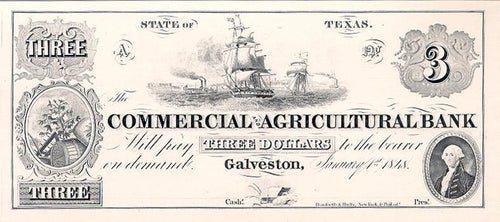 STATE OF TEXAS.
THREE A A 3
The
COMMERCIAL AND AGRICULTURAL BANK
Will pay THREE DOLLARS to the bearer
on demand. Galveston, January 1st 1848.
THREE
Cash! Pres!